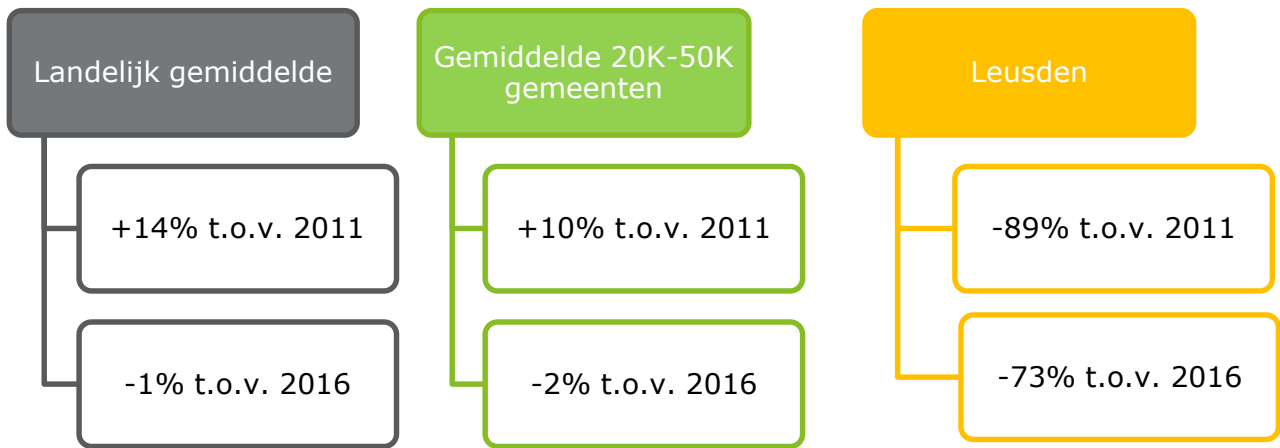 Landelijk gemiddelde
+14% t.o.v. 2011
-1% t.o.v. 2016
Gemiddelde 20K-50K
gemeenten
+10% t.o.v. 2011
-2% t.o.v. 2016
Leusden
-89% t.o.v. 2011
-73% t.o.v. 2016